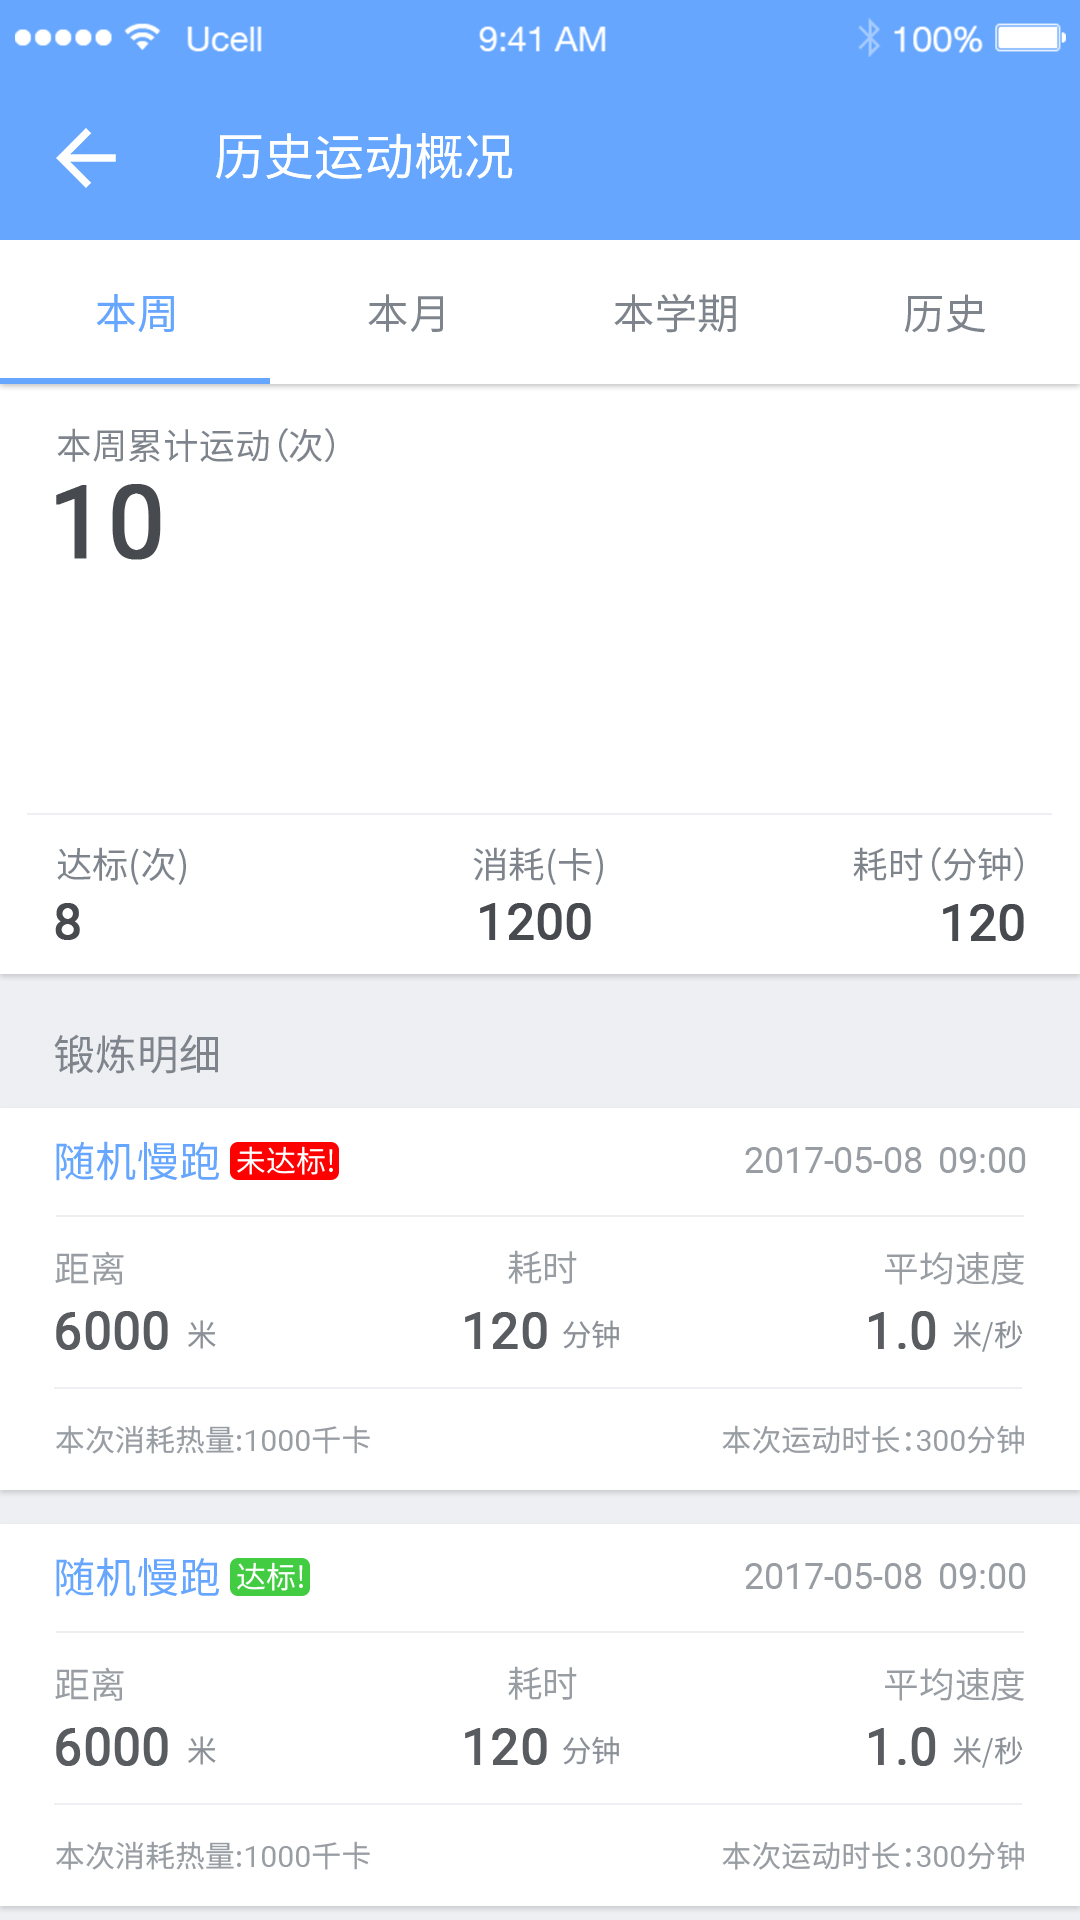 Ucell 9:41 AM 100%
历史运动概况
本周 本月 本学期 历史
本周累计运动(次)
10
达标(次) 消耗(卡) 耗时(分钟)
8 1200 120
锻炼明细
随机慢跑 未达标! 2017-05-08 09:00
距离 耗时 平均速度
6000 米 120 分钟 1.0 米/秒
本次消耗热量:1000千卡 本次运动时长:300分钟
随机慢跑 达标! 2017-05-08 09:00
距离 耗时 平均速度
6000 米 120 分钟 1.0 米/秒
本次消耗热量:1000千卡 本次运动时长:300分钟